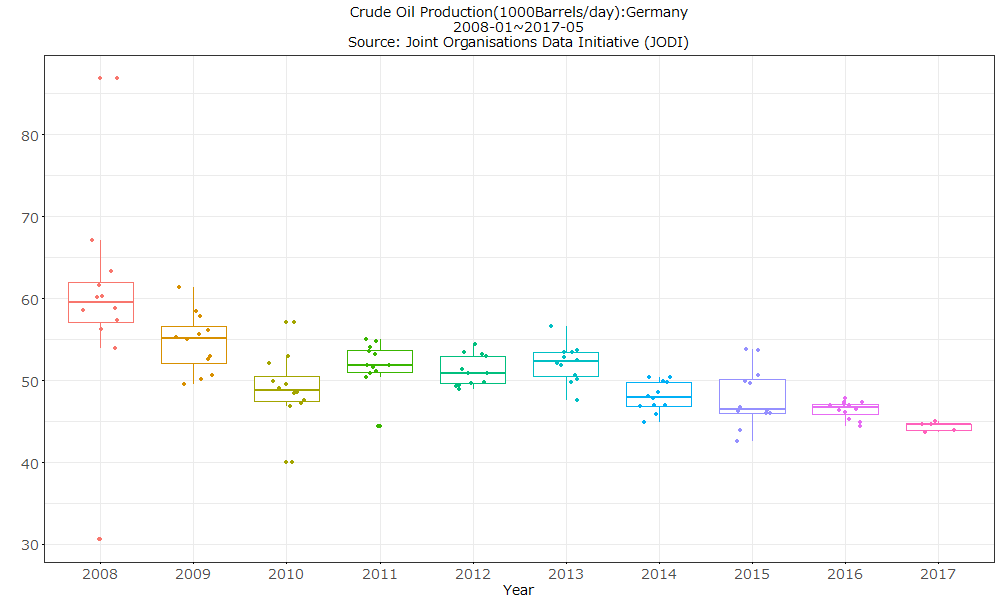 Crude Oil Production(1000Barrels/day):Germany
2008-01~2017-05
Source: Joint Organisations Data Initiative (JODI)
80
70
60
50
40
30
2008 2009 2010 2011 2012 2013 2014 2015 2016 2017
Year